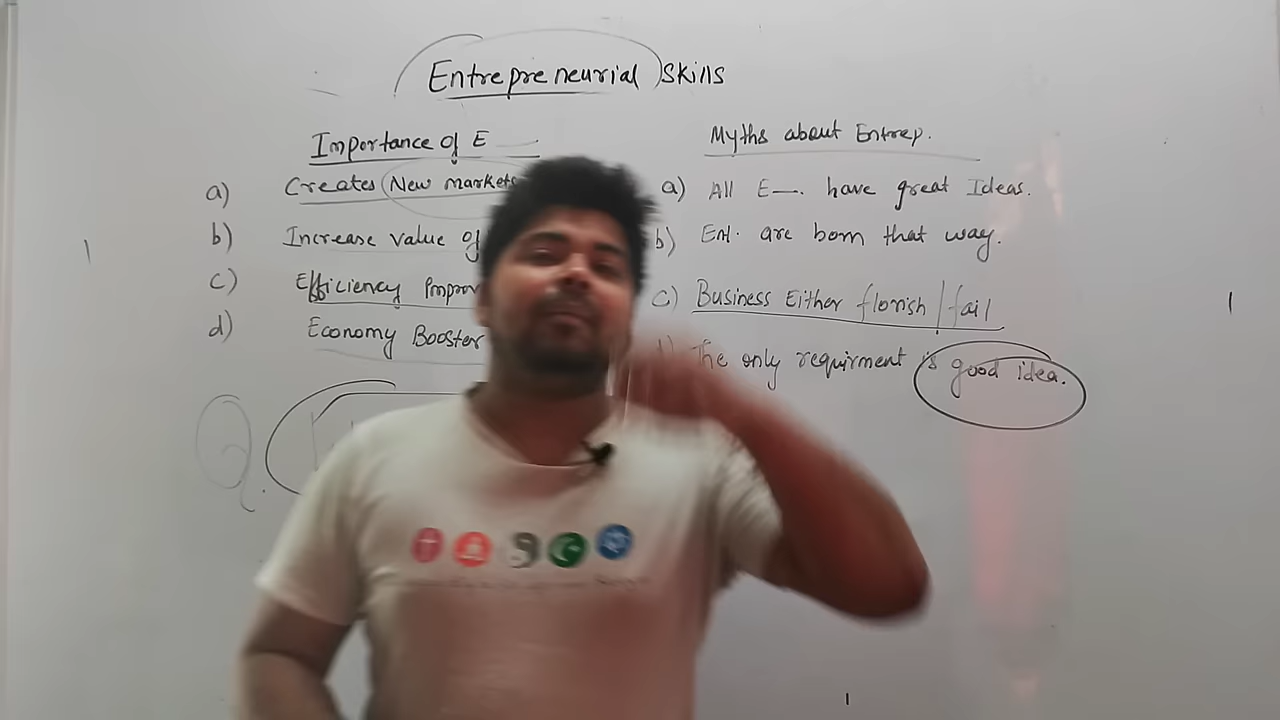 Entrepreneurial Skills
Importance of E
a) Creates New markets
b) Increase value of
c) Efficiency
d) Economy Booster
Q.
Myths about Entrep.
a) All E—. have great Ideas.
b) Ent. are born that way.
c) Business Either florish/fail
The only requirment is good idea.